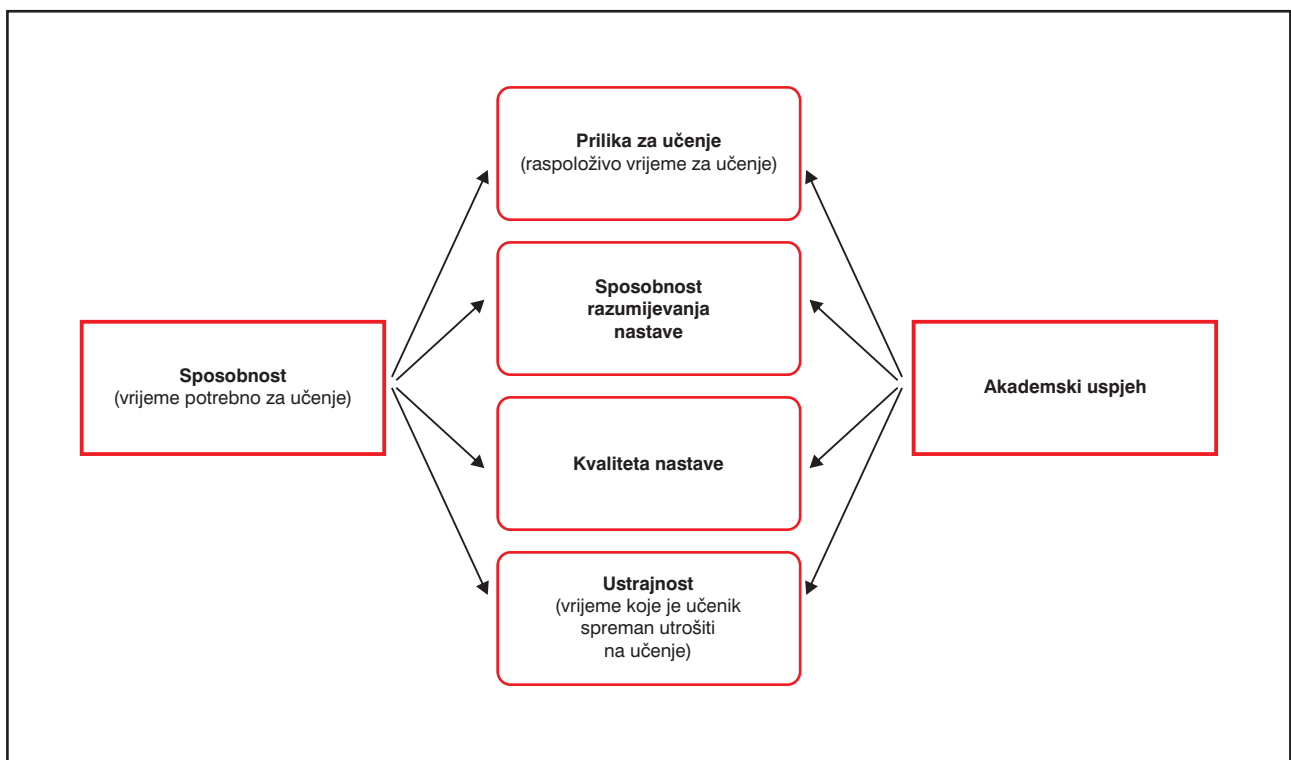 Prilika za učenje
(raspoloživo vrijeme za učenje)
Sposobnost
razumijevanja
nastave
Sposobnost
(vrijeme potrebno za učenje)
Akademski uspjeh
Kvaliteta nastave
Ustrajnost
(vrijeme koje je učenik
spreman utrošiti
na učenje)